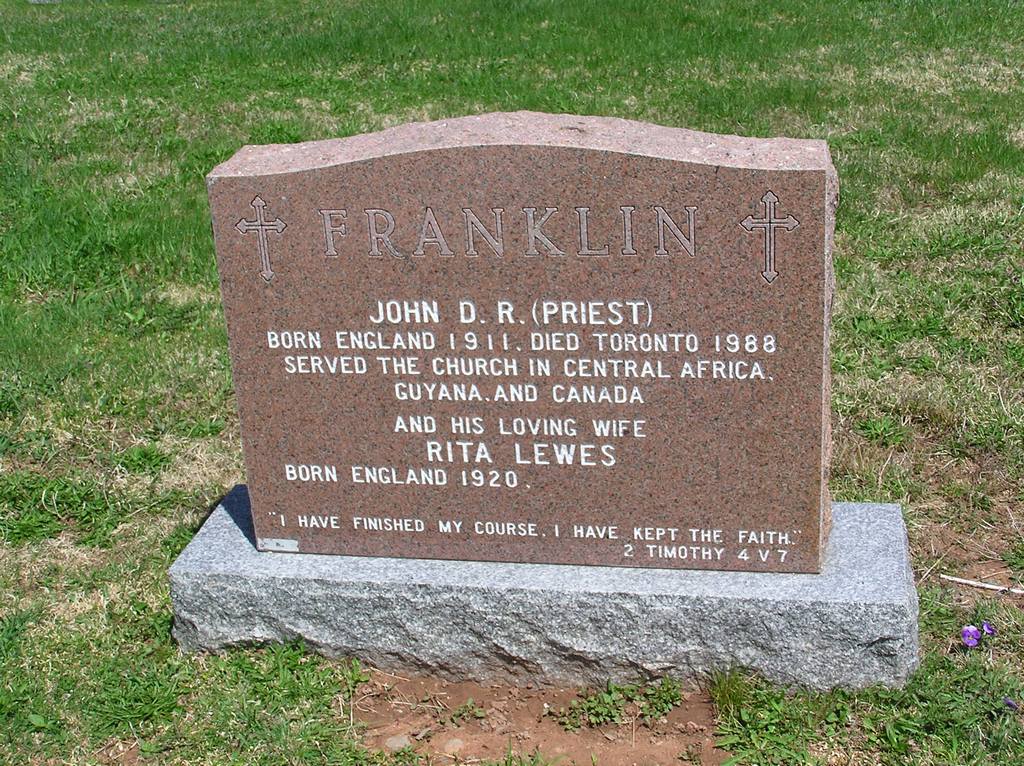 FRANKLIN
JOHN D. R. (PRIEST)
BORN ENGLAND 1911. DIED TORONTO 1988
SERVED THE CHURCH IN CENTRAL AFRICA.
GUYANA. AND CANADA
AND HIS LOVING WIFE
RITA LEWES
BORN ENGLAND 1920.
"I HAVE FINISHED MY COURSE. I HAVE KEPT THE FAITH."
2 TIMOTHY 4 V 7